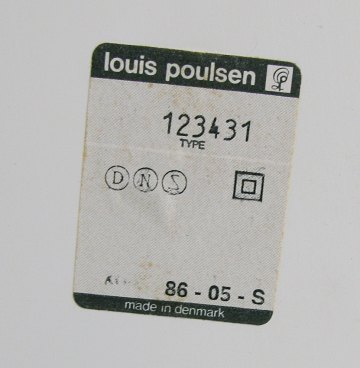 louis poulsen
123431
TYPE
D N S
86 - 05 - S
made in denmark